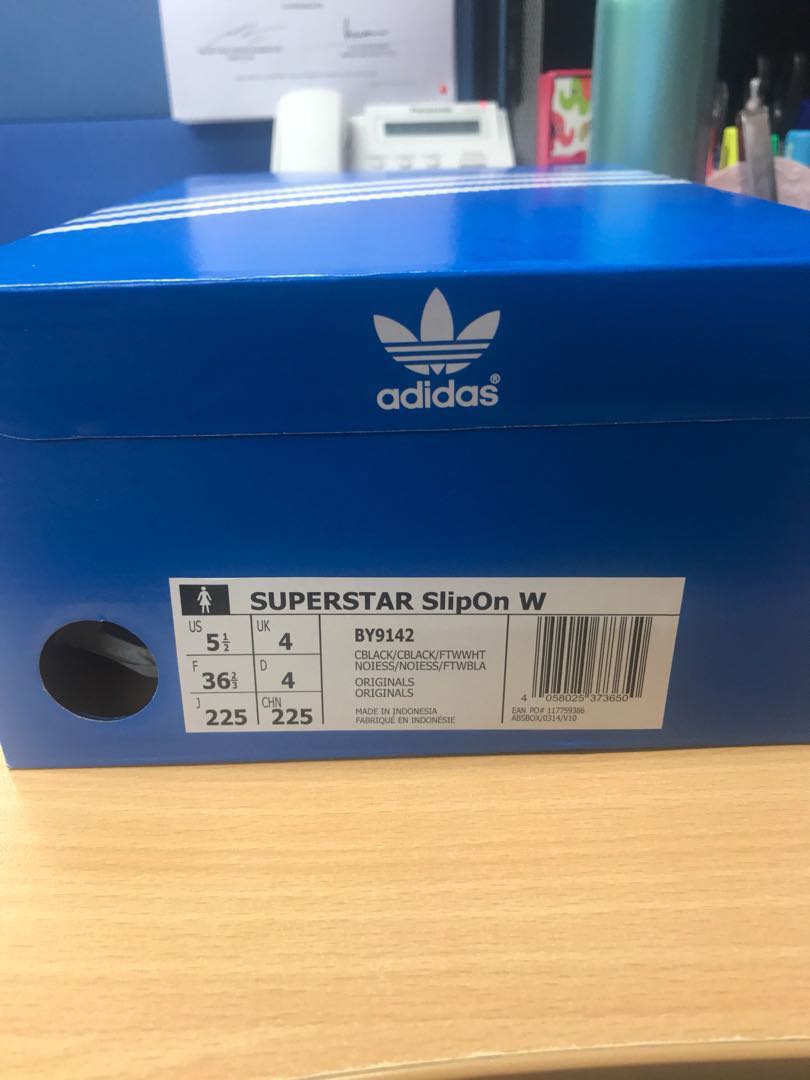 Panasonic
adidas®
SUPERSTAR SlipOn W
US 5½ UK 4
F 36⅔ D 4
J 225 CHN 225
BY9142
CBLACK/CBLACK/FTWWHT
NOIESS/NOIESS/FTWBLA
ORIGINALS
ORIGINALS
MADE IN INDONESIA
FABRIQUÉ EN INDONÉSIE
4 058025 373650
EAN PO# 117759386
ABSBOX/0314/V10